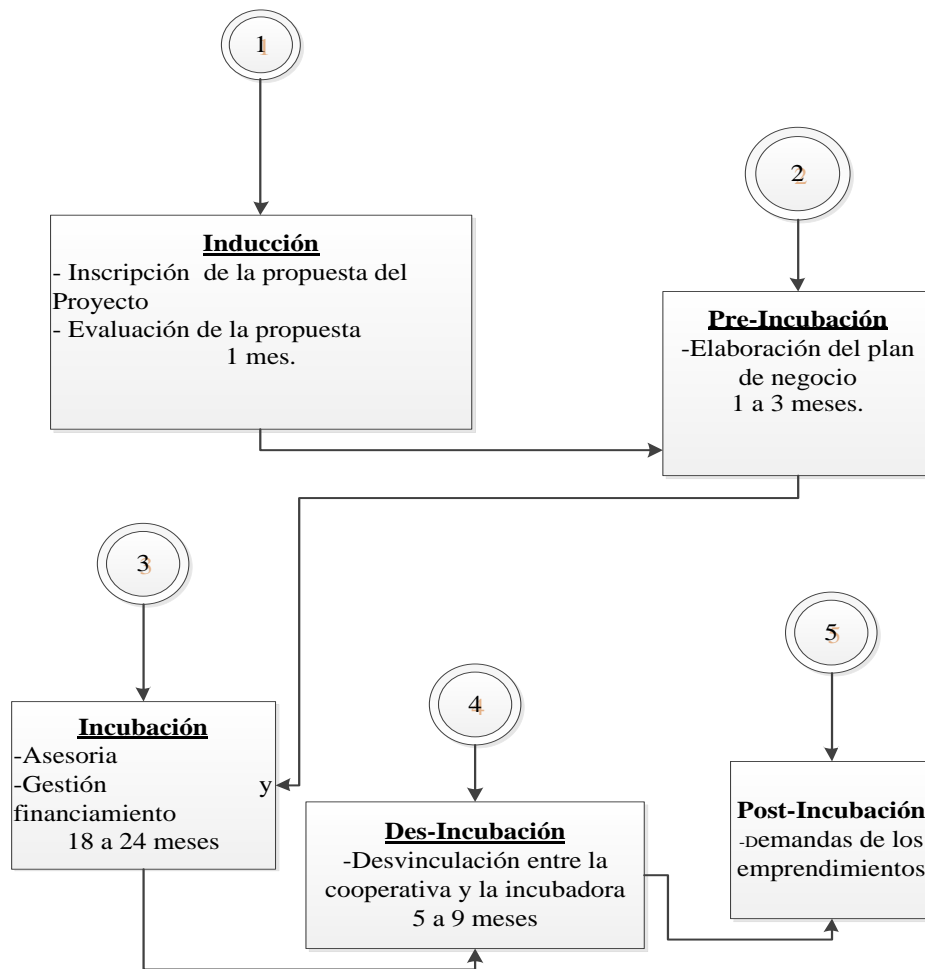 1
Inducción
- Inscripción de la propuesta del
Proyecto
- Evaluación de la propuesta
1 mes.
2
Pre-Incubación
-Elaboración del plan
de negocio
1 a 3 meses.
3
Incubación
-Asesoria
-Gestión y
financiamiento
18 a 24 meses
4
Des-Incubación
-Desvinculación entre la
cooperativa y la incubadora
5 a 9 meses
5
Post-Incubación
-Demandas de los
emprendimientos